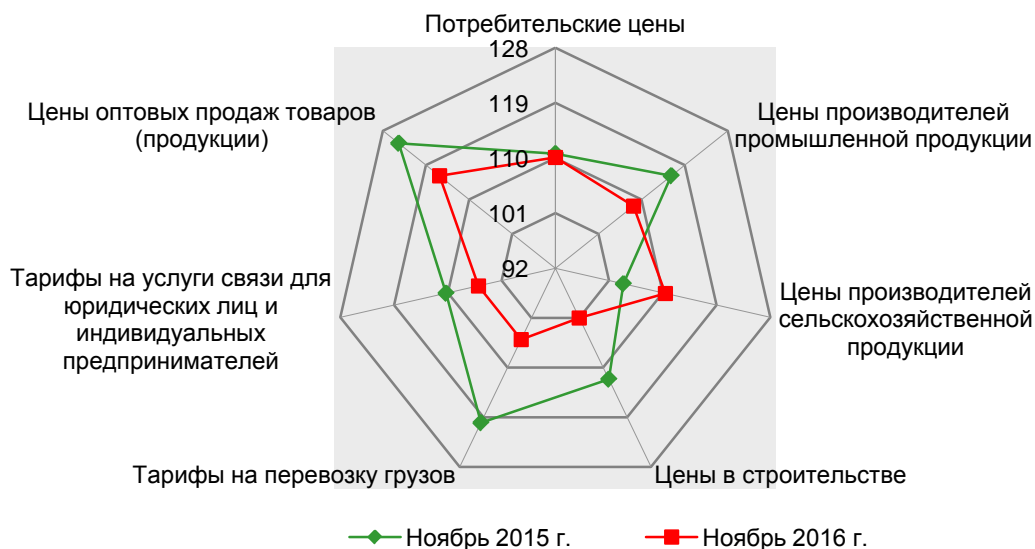 Потребительские цены
128
119
110
101
92
Цены производителей
промышленной продукции
Цены производителей
сельскохозяйственной
продукции
Цены в строительстве
Тарифы на перевозку грузов
Тарифы на услуги связи для
юридических лиц и
индивидуальных
предпринимателей
Цены оптовых продаж товаров
(продукции)
Ноябрь 2015 г.
Ноябрь 2016 г.